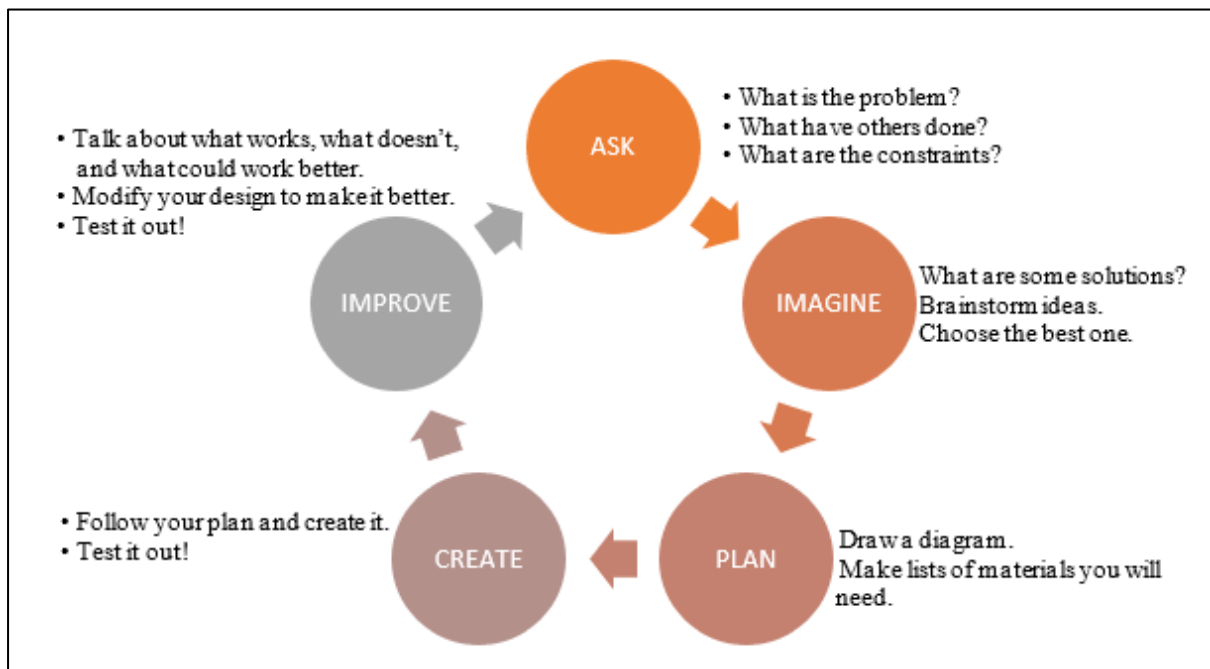 ASK
• What is the problem?
• What have others done?
• What are the constraints?
IMAGINE
What are some solutions?
Brainstorm ideas.
Choose the best one.
PLAN
Draw a diagram.
Make lists of materials you will
need.
CREATE
• Follow your plan and create it.
• Test it out!
IMPROVE
• Talk about what works, what doesn’t,
and what could work better.
• Modify your design to make it better.
• Test it out!